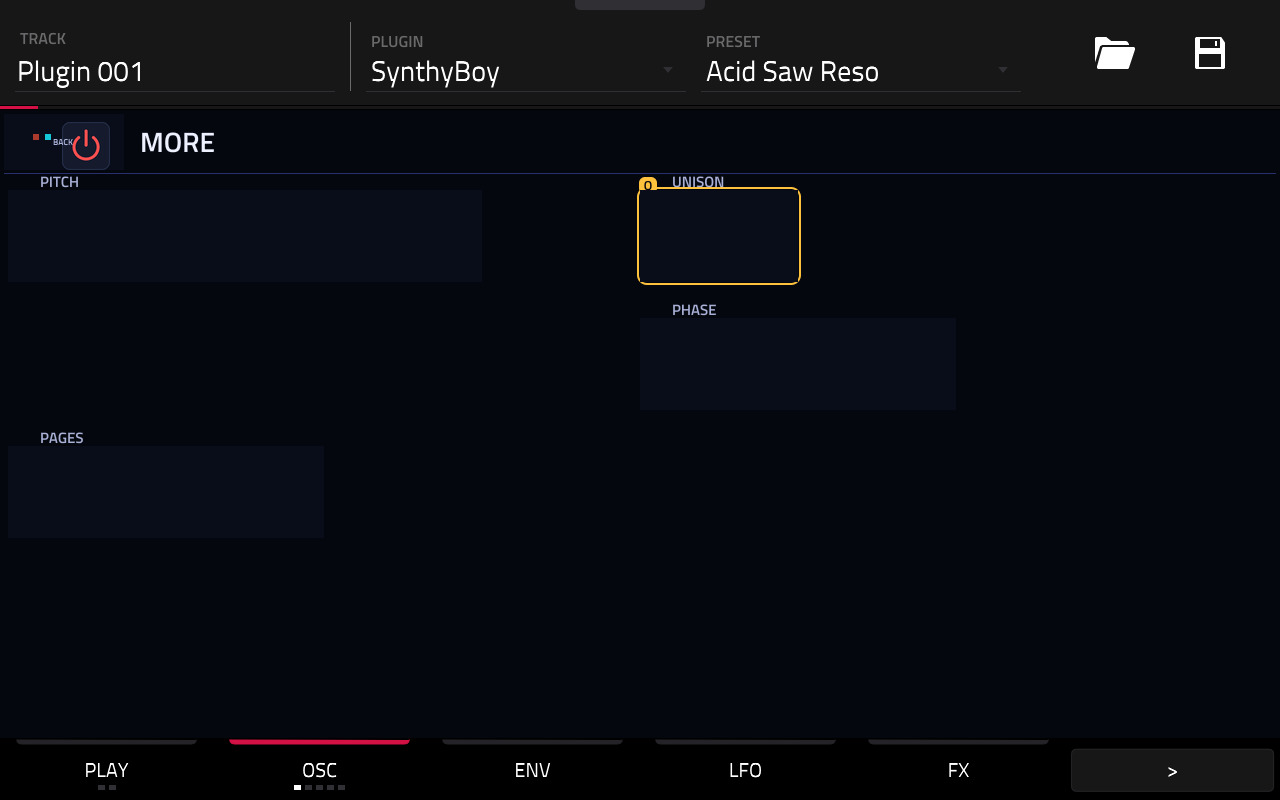 TRACK
Plugin 001
PLUGIN
SynthyBoy
PRESET
Acid Saw Reso
BACK
MORE
PITCH
Q
UNISON
PHASE
PAGES
PLAY
OSC
ENV
LFO
FX
>